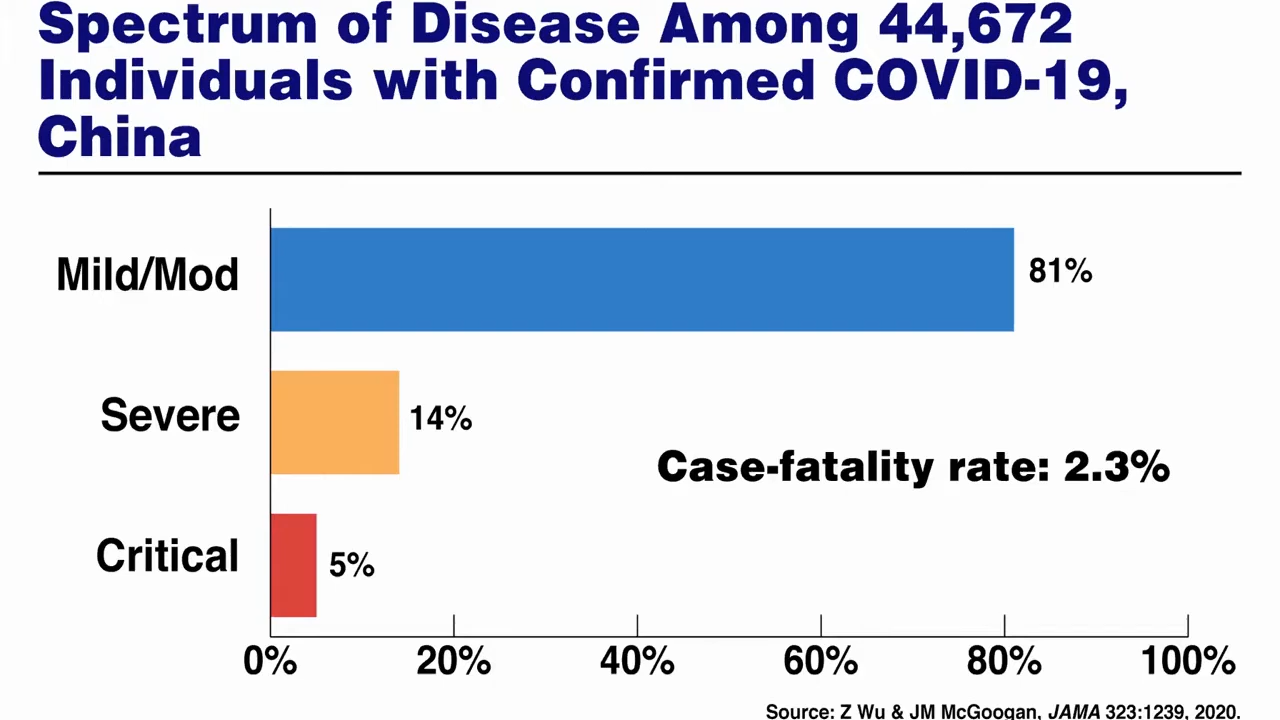 Spectrum of Disease Among 44,672
Individuals with Confirmed COVID-19,
China
Mild/Mod
81%
Severe
14%
Case-fatality rate: 2.3%
Critical
5%
0% 20% 40% 60% 80% 100%
Source: Z Wu & JM McGoogan, JAMA 323:1239, 2020.